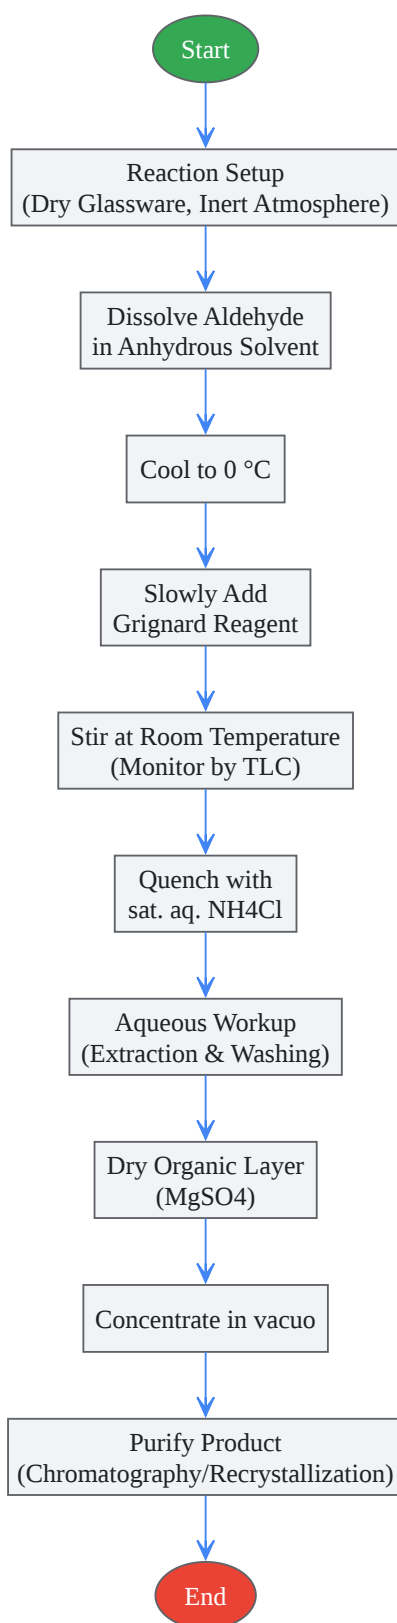 Start
Reaction Setup
(Dry Glassware, Inert Atmosphere)
Dissolve Aldehyde
in Anhydrous Solvent
Cool to 0 °C
Slowly Add
Grignard Reagent
Stir at Room Temperature
(Monitor by TLC)
Quench with
sat. aq. NH4Cl
Aqueous Workup
(Extraction & Washing)
Dry Organic Layer
(MgSO4)
Concentrate in vacuo
Purify Product
(Chromatography/Recrystallization)
End